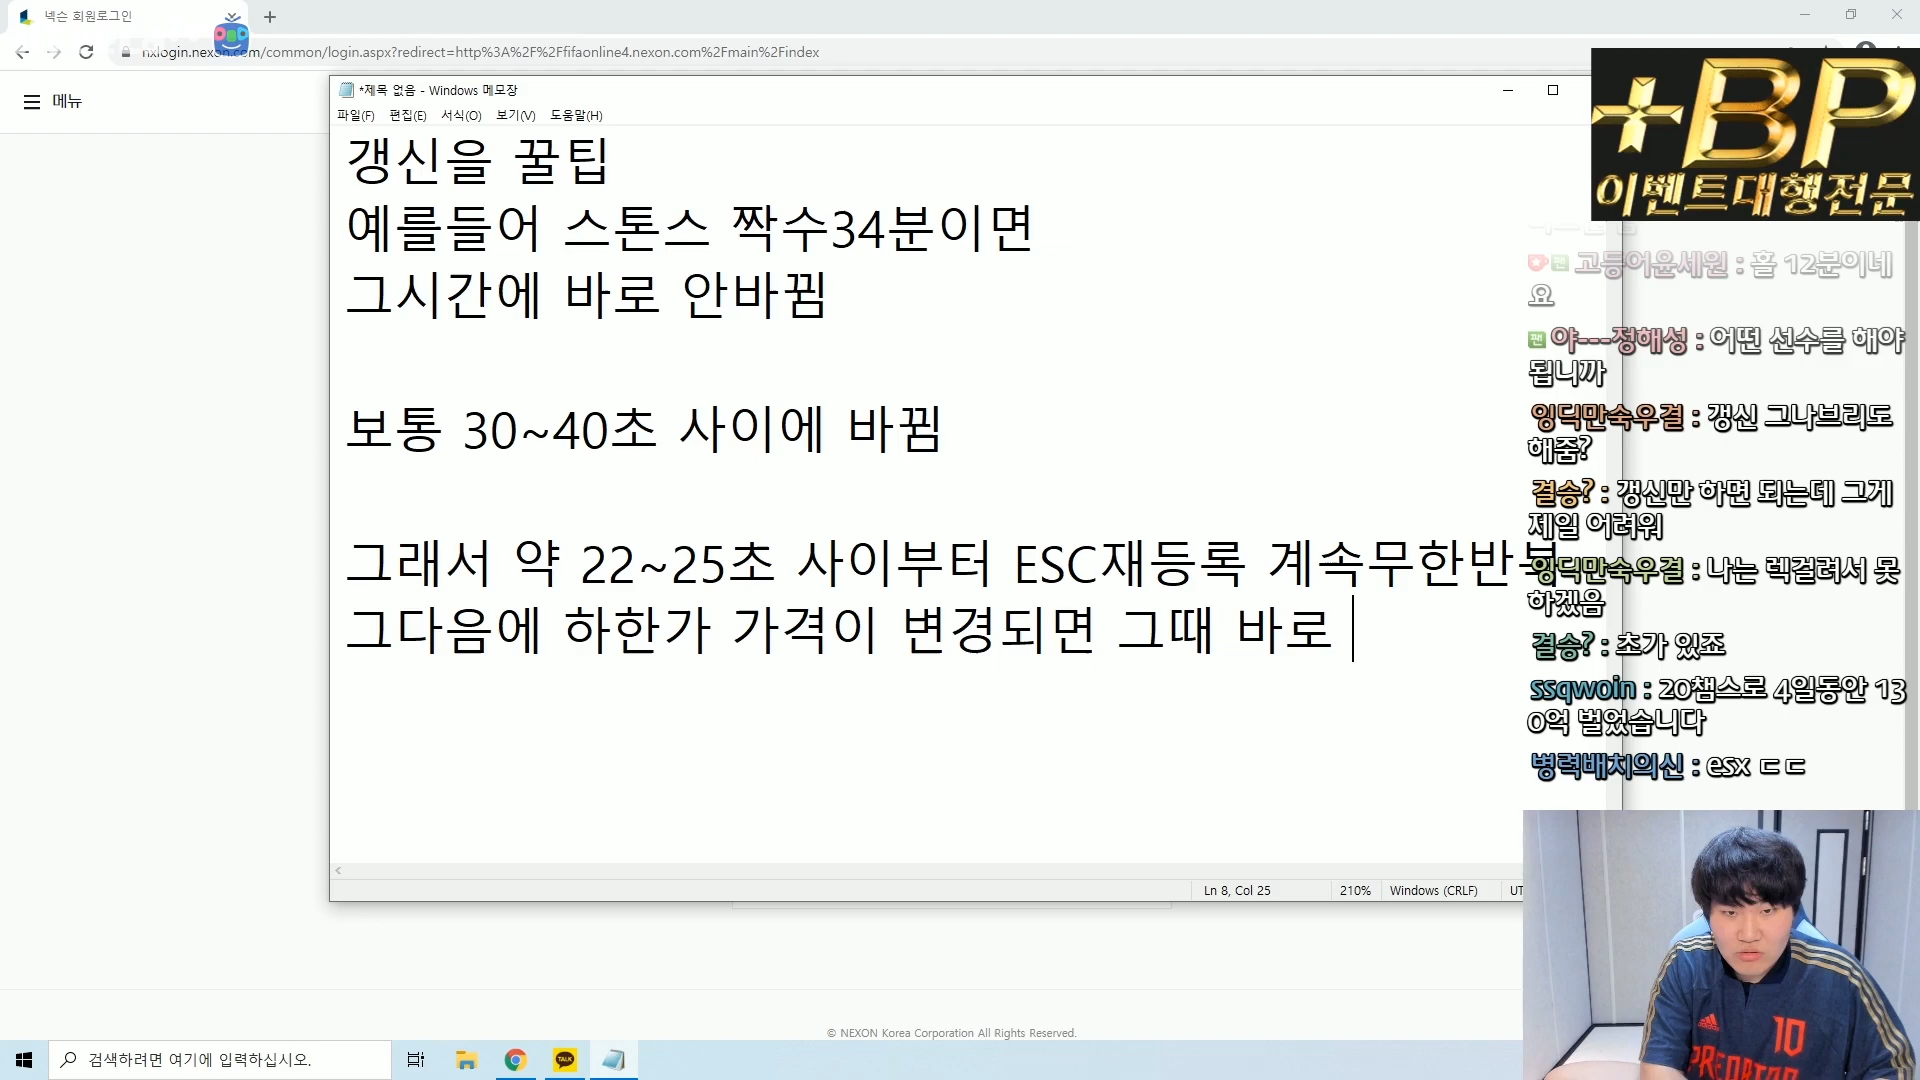 넥슨 회원로그인
nxlogin.nexon.com/common/login.aspx?redirect=http%3A%2F%2Ffifaonline4.nexon.com%2Fmain%2Findex
메뉴
*제목 없음 - Windows 메모장
파일(F) 편집(E) 서식(O) 보기(V) 도움말(H)
갱신을 꿀팁
예를들어 스톤스 짝수34분이면
그시간에 바로 안바뀜
보통 30~40초 사이에 바뀜
그래서 약 22~25초 사이부터 ESC재등록 계속무한반복
그다음에 하한가 가격이 변경되면 그때 바로
Ln 8, Col 25
210%
Windows (CRLF)
UT
+BP
이벤트대행전문
팬 고등어윤세원 : 홀 12분이네
요
팬 야---정해성 : 어떤 선수를 해야
됩니까
잉딕만숙우결 : 갱신 그나브리도
해줌?
결승? : 갱신만 하면 되는데 그게
제일 어려워
잉딕만숙우결 : 나는 렉걸려서 못
하겠음
결승? : 초가 있죠
ssqwoin : 20챔스로 4일동안 13
0억 벌었습니다
병력배치의신 : esx ㄷㄷ
10
PREDATOR
© NEXON Korea Corporation All Rights Reserved.
검색하려면 여기에 입력하십시오.
TALK